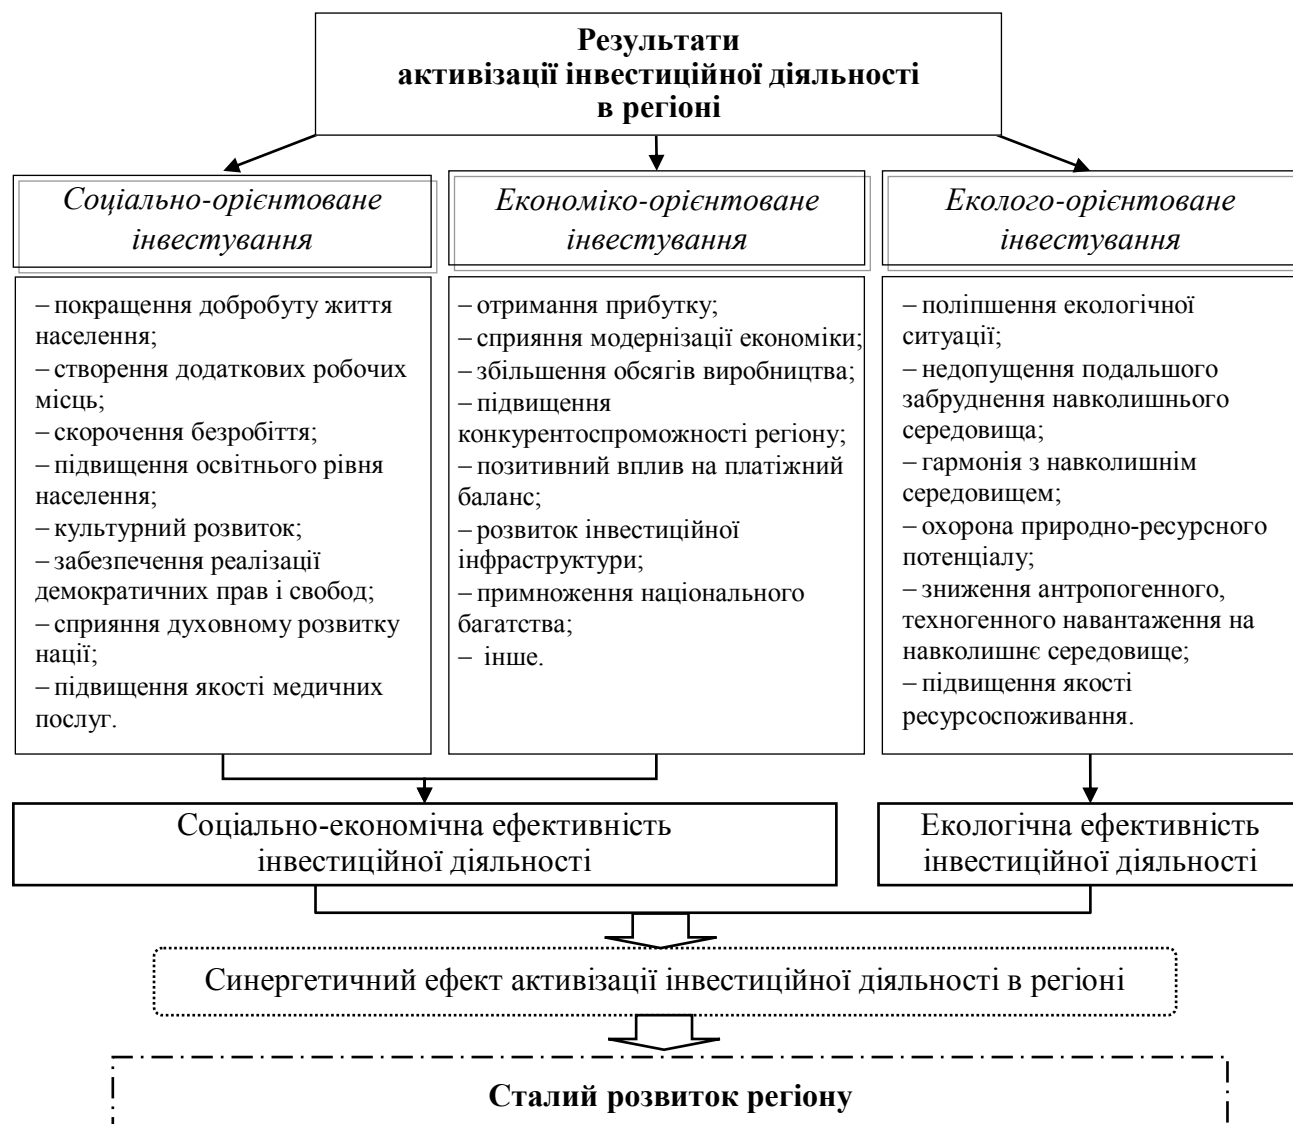 Результати
активізації інвестиційної діяльності
в регіоні
Соціально-орієнтоване
інвестування
Економіко-орієнтоване
інвестування
Еколого-орієнтоване
інвестування
– покращення добробуту життя
населення;
– створення додаткових робочих
місць;
– скорочення безробіття;
– підвищення освітнього рівня
населення;
– культурний розвиток;
– забезпечення реалізації
демократичних прав і свобод;
– сприяння духовному розвитку
нації;
– підвищення якості медичних
послуг.
– отримання прибутку;
– сприяння модернізації економіки;
– збільшення обсягів виробництва;
– підвищення
конкурентоспроможності регіону;
– позитивний вплив на платіжний
баланс;
– розвиток інвестиційної
інфраструктури;
– примноження національного
багатства;
– інше.
– поліпшення екологічної
ситуації;
– недопущення подальшого
забруднення навколишнього
середовища;
– гармонія з навколишнім
середовищем;
– охорона природно-ресурсного
потенціалу;
– зниження антропогенного,
техногенного навантаження на
навколишнє середовище;
– підвищення якості
ресурсоспоживання.
Соціально-економічна ефективність
інвестиційної діяльності
Екологічна ефективність
інвестиційної діяльності
Синергетичний ефект активізації інвестиційної діяльності в регіоні
Сталий розвиток регіону